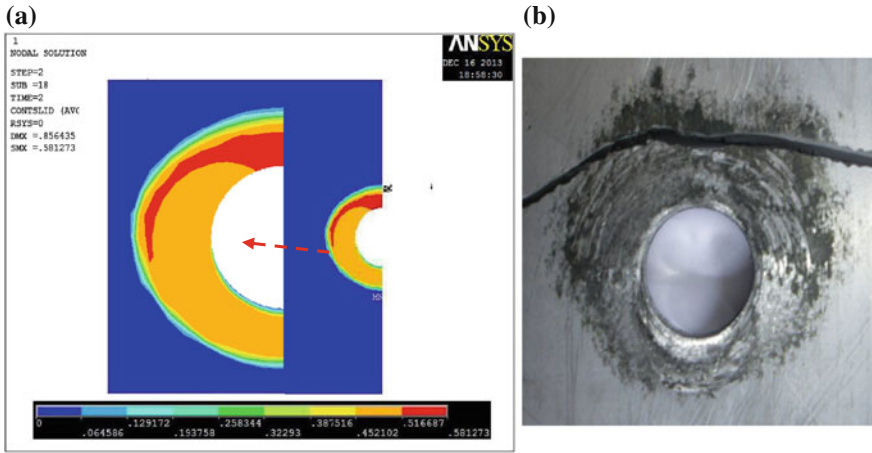 (a)
(b)
1
NODAL SOLUTION
STEP=2
SUB =18
TIME=2
CONTSLID (AVG
RSYS=0
DMX =.856435
SMX =.581273
ANSYS
DEC 16 2013
18:58:30
MN
0 .129172 .258344 .387516 .516687
.064586 .193758 .32293 .452102 .581273